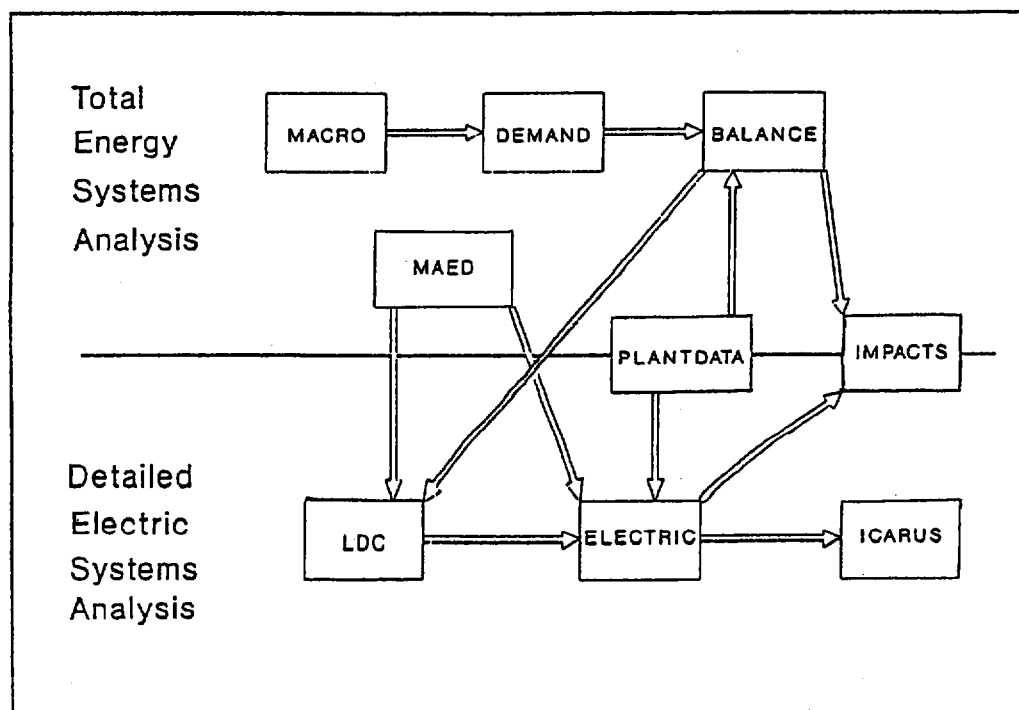 Total
Energy
Systems
Analysis
MACRO
DEMAND
BALANCE
MAED
PLANTDATA
IMPACTS
Detailed
Electric
Systems
Analysis
LDC
ELECTRIC
ICARUS